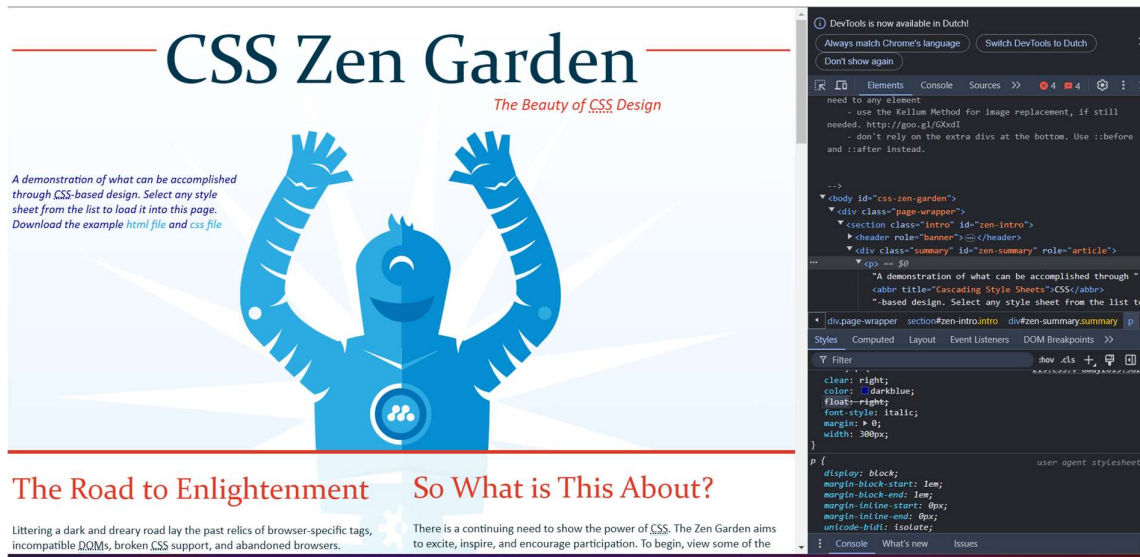 CSS Zen Garden
The Beauty of CSS Design
A demonstration of what can be accomplished
through CSS-based design. Select any style
sheet from the list to load it into this page.
Download the example html file and css file
The Road to Enlightenment
Littering a dark and dreary road lay the past relics of browser-specific tags,
incompatible DOMs, broken CSS support, and abandoned browsers.
So What is This About?
There is a continuing need to show the power of CSS. The Zen Garden aims
to excite, inspire, and encourage participation. To begin, view some of the
DevTools is now available in Dutch!
Always match Chrome's language Switch DevTools to Dutch
Don't show again
Elements Console Sources 4 4
need to any element
- use the Kellum Method for image replacement, if still
needed. http://goo.gl/GXxdI
- don't rely on the extra divs at the bottom. Use ::before
and ::after instead.
-->
<body id="css-zen-garden">
<div class="page-wrapper">
<section class="intro" id="zen-intro">
<header role="banner"> … </header>
<div class="summary" id="zen-summary" role="article">
<p> == $0
"A demonstration of what can be accomplished through "
<abbr title="Cascading Style Sheets">CSS</abbr>
"-based design. Select any style sheet from the list to
div.page-wrapper section#zen-intro.intro div#zen-summary.summary p
Styles Computed Layout Event Listeners DOM Breakpoints
Filter :hov .cls
clear: right;
color: darkblue;
float: right;
font-style: italic;
margin: 0;
width: 300px;
}
p { user agent stylesheet
display: block;
margin-block-start: 1em;
margin-block-end: 1em;
margin-inline-start: 0px;
margin-inline-end: 0px;
unicode-bidi: isolate;
Console What's new Issues